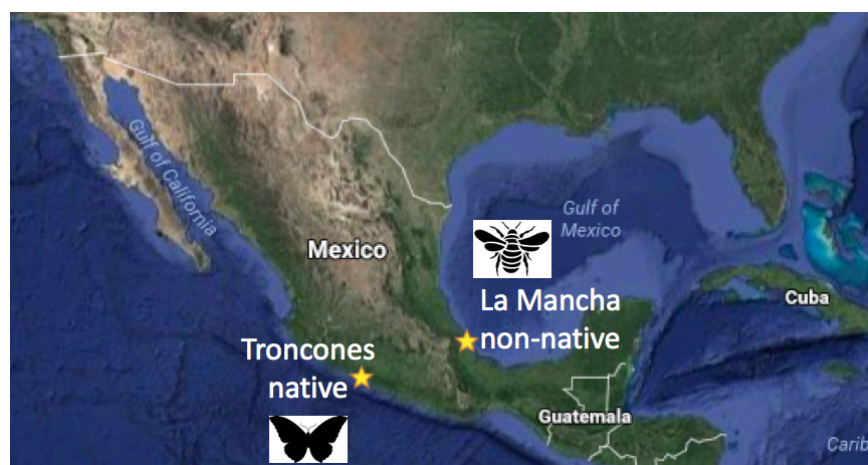 Gulf of California
Mexico
Gulf of
Mexico
La Mancha
non-native
Cuba
Troncones
native
Guatemala
Carib